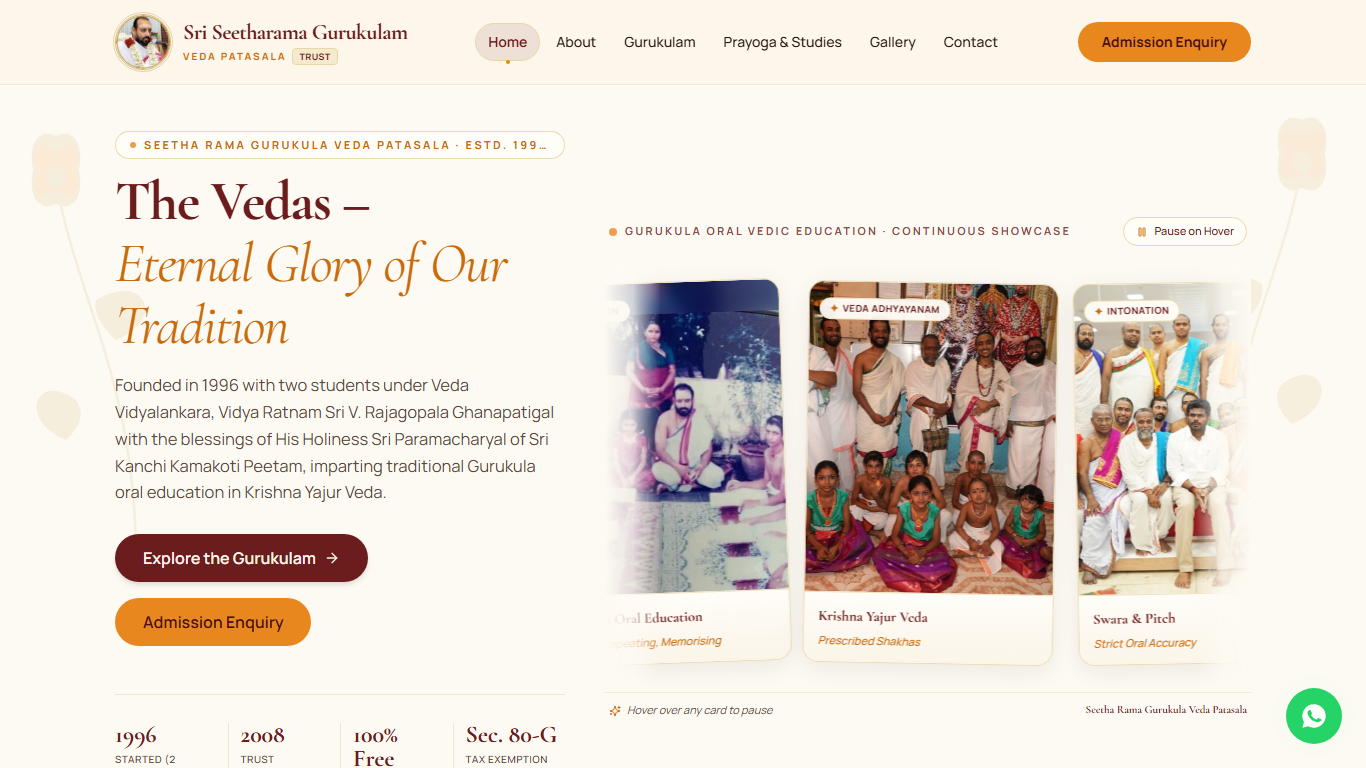 Sri Seetharama Gurukulam
VEDA PATASALA TRUST
Home About Gurukulam Prayoga & Studies Gallery Contact
Admission Enquiry
SEETHA RAMA GURUKULA VEDA PATASALA · ESTD. 199…
The Vedas –
Eternal Glory of Our
Tradition
Founded in 1996 with two students under Veda
Vidyalankara, Vidya Ratnam Sri V. Rajagopala Ghanapatigal
with the blessings of His Holiness Sri Paramacharyal of Sri
Kanchi Kamakoti Peetam, imparting traditional Gurukula
oral education in Krishna Yajur Veda.
Explore the Gurukulam →
Admission Enquiry
1996
STARTED (2
2008
TRUST
100%
Free
Sec. 80-G
TAX EXEMPTION
GURUKULA ORAL VEDIC EDUCATION · CONTINUOUS SHOWCASE
Pause on Hover
Oral Education
Memorising
VEDA ADHYAYANAM
Krishna Yajur Veda
Prescribed Shakhas
INTONATION
Swara & Pitch
Strict Oral Accuracy
Hover over any card to pause
Seetha Rama Gurukula Veda Patasala